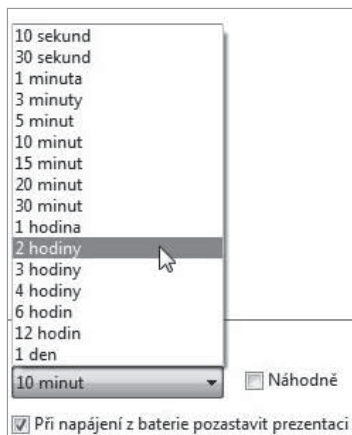 10 sekund
30 sekund
1 minuta
3 minuty
5 minut
10 minut
15 minut
20 minut
30 minut
1 hodina
2 hodiny
3 hodiny
4 hodiny
6 hodin
12 hodin
1 den
10 minut Náhodně
Při napájení z baterie pozastavit prezentaci